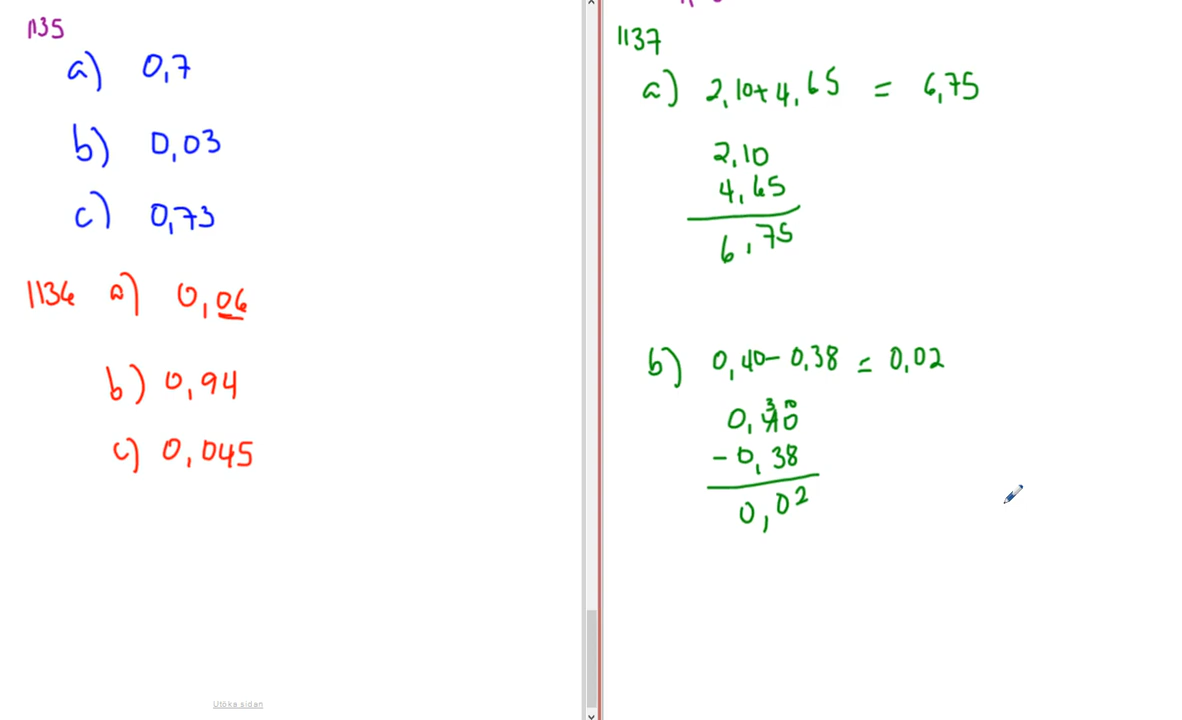 1135
a) 0,7
b) 0,03
c) 0,73
1136 a) 0,06
b) 0,94
c) 0,045
Utöka sidan
1137
a) 2,10+4,65 = 6,75
2,10
4,65
6,75
b) 0,40-0,38 = 0,02
3 10
0,40
-0,38
0,02